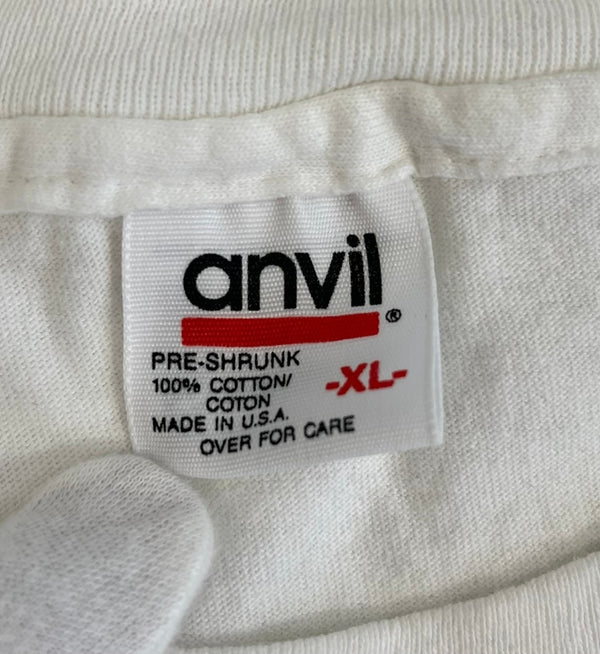 anvil®
PRE-SHRUNK
100% COTTON/
COTON
-XL-
MADE IN U.S.A.
OVER FOR CARE